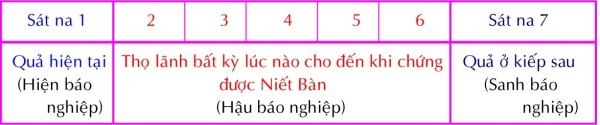 Sát na 1 2 3 4 5 6 Sát na 7
Quả hiện tại
(Hiện báo
nghiệp)
Thọ lãnh bất kỳ lúc nào cho đến khi chứng
được Niết Bàn
(Hậu báo nghiệp)
Quả ở kiếp sau
(Sanh báo
nghiệp)